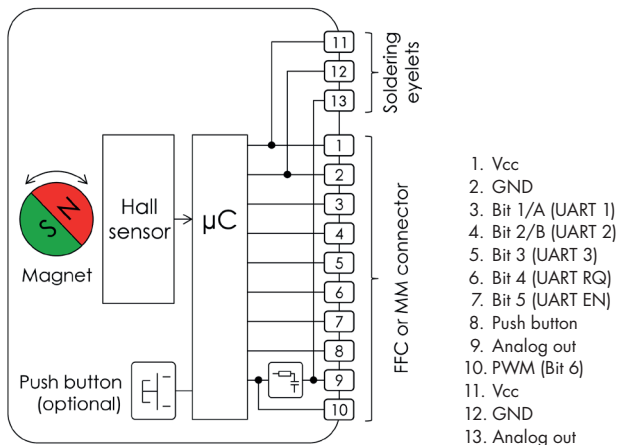 11
12
13
Soldering
eyelets
1
2
3
4
5
6
7
8
9
10
FFC or MM connector
Hall
sensor
µC
S N
Magnet
Push button
(optional)
1. Vcc
2. GND
3. Bit 1/A (UART 1)
4. Bit 2/B (UART 2)
5. Bit 3 (UART 3)
6. Bit 4 (UART RQ)
7. Bit 5 (UART EN)
8. Push button
9. Analog out
10. PWM (Bit 6)
11. Vcc
12. GND
13. Analog out